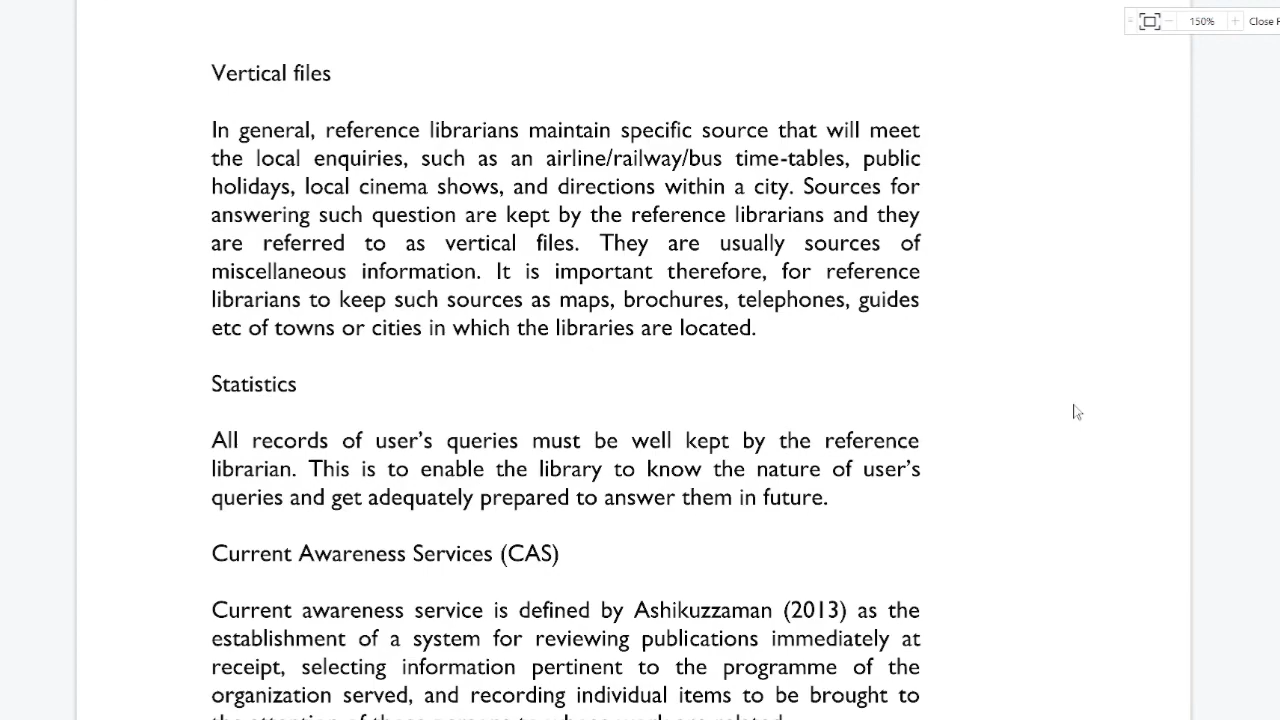 150%
Close
Vertical files
In general, reference librarians maintain specific source that will meet
the local enquiries, such as an airline/railway/bus time-tables, public
holidays, local cinema shows, and directions within a city. Sources for
answering such question are kept by the reference librarians and they
are referred to as vertical files. They are usually sources of
miscellaneous information. It is important therefore, for reference
librarians to keep such sources as maps, brochures, telephones, guides
etc of towns or cities in which the libraries are located.
Statistics
All records of user’s queries must be well kept by the reference
librarian. This is to enable the library to know the nature of user’s
queries and get adequately prepared to answer them in future.
Current Awareness Services (CAS)
Current awareness service is defined by Ashikuzzaman (2013) as the
establishment of a system for reviewing publications immediately at
receipt, selecting information pertinent to the programme of the
organization served, and recording individual items to be brought to